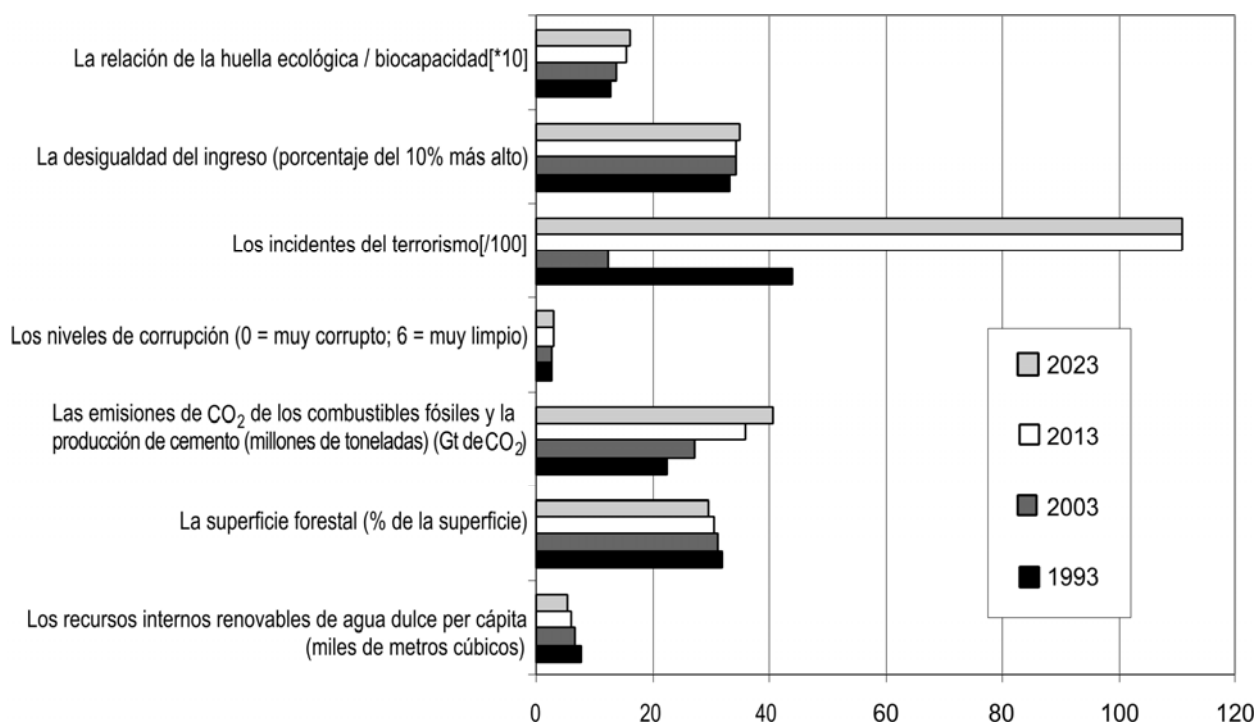 La relación de la huella ecológica / biocapacidad[*10]
La desigualdad del ingreso (porcentaje del 10% más alto)
Los incidentes del terrorismo[/100]
Los niveles de corrupción (0 = muy corrupto; 6 = muy limpio)
Las emisiones de CO₂ de los combustibles fósiles y la
producción de cemento (millones de toneladas) (Gt de CO₂)
La superficie forestal (% de la superficie)
Los recursos internos renovables de agua dulce per cápita
(miles de metros cúbicos)
2023
2013
2003
1993
0 20 40 60 80 100 120